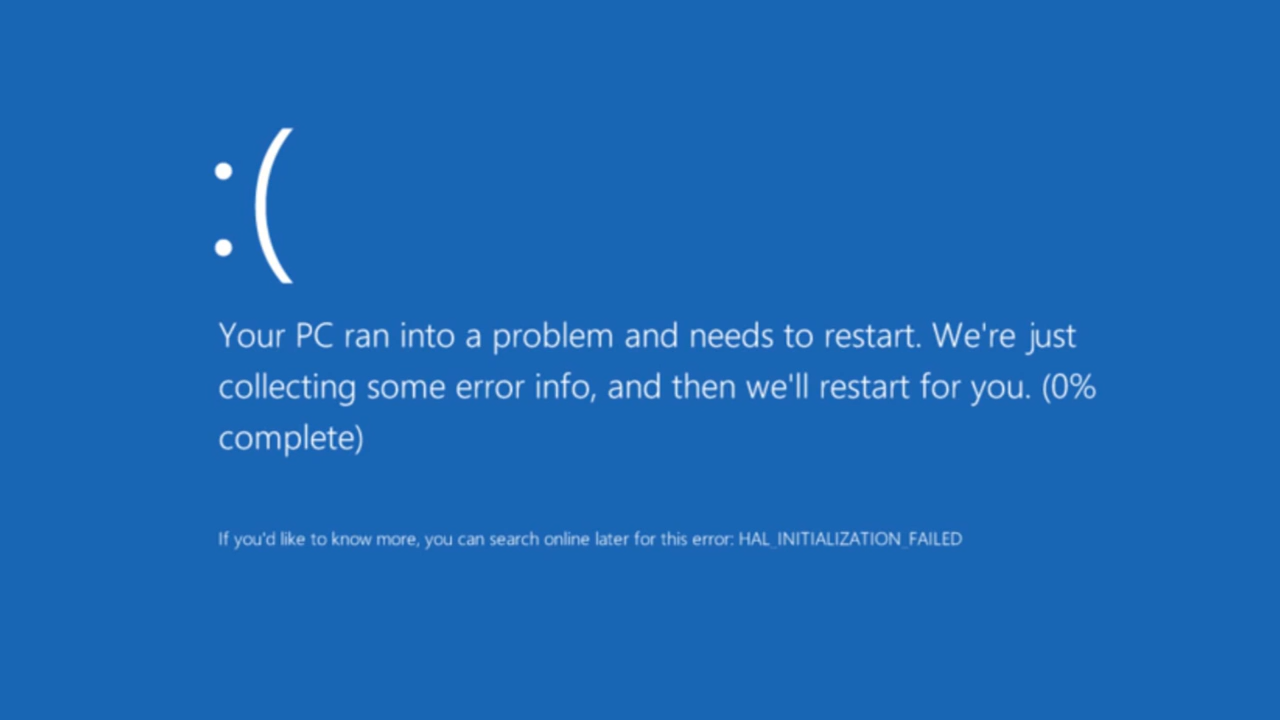 :(
Your PC ran into a problem and needs to restart. We're just
collecting some error info, and then we'll restart for you. (0%
complete)
If you'd like to know more, you can search online later for this error: HAL_INITIALIZATION_FAILED